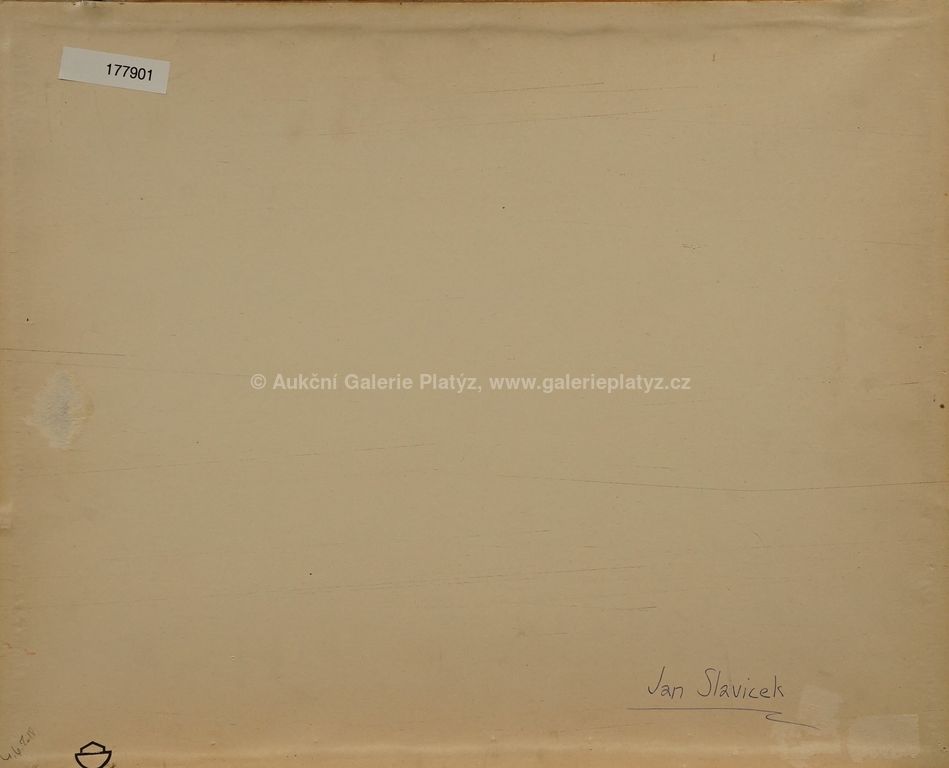 177901
© Aukční Galerie Platýz, www.galerieplatyz.cz
Jan Slavicek